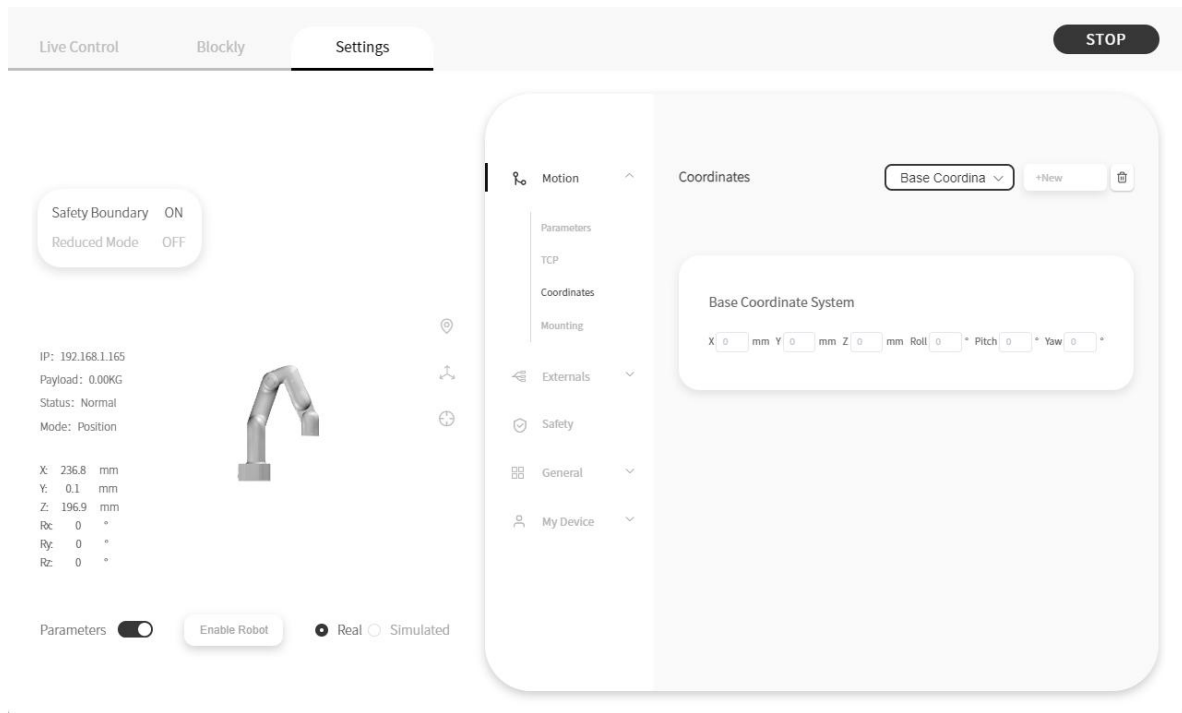 Live Control Blockly Settings STOP
Safety Boundary ON
Reduced Mode OFF
IP: 192.168.1.165
Payload: 0.00KG
Status: Normal
Mode: Position
X: 236.8 mm
Y: 0.1 mm
Z: 196.9 mm
Rx: 0 °
Ry: 0 °
Rz: 0 °
Parameters Enable Robot Real Simulated
Motion
Parameters
TCP
Coordinates
Mounting
Externals
Safety
General
My Device
Coordinates Base Coordina +New
Base Coordinate System
X 0 mm Y 0 mm Z 0 mm Roll 0 ° Pitch 0 ° Yaw 0 °